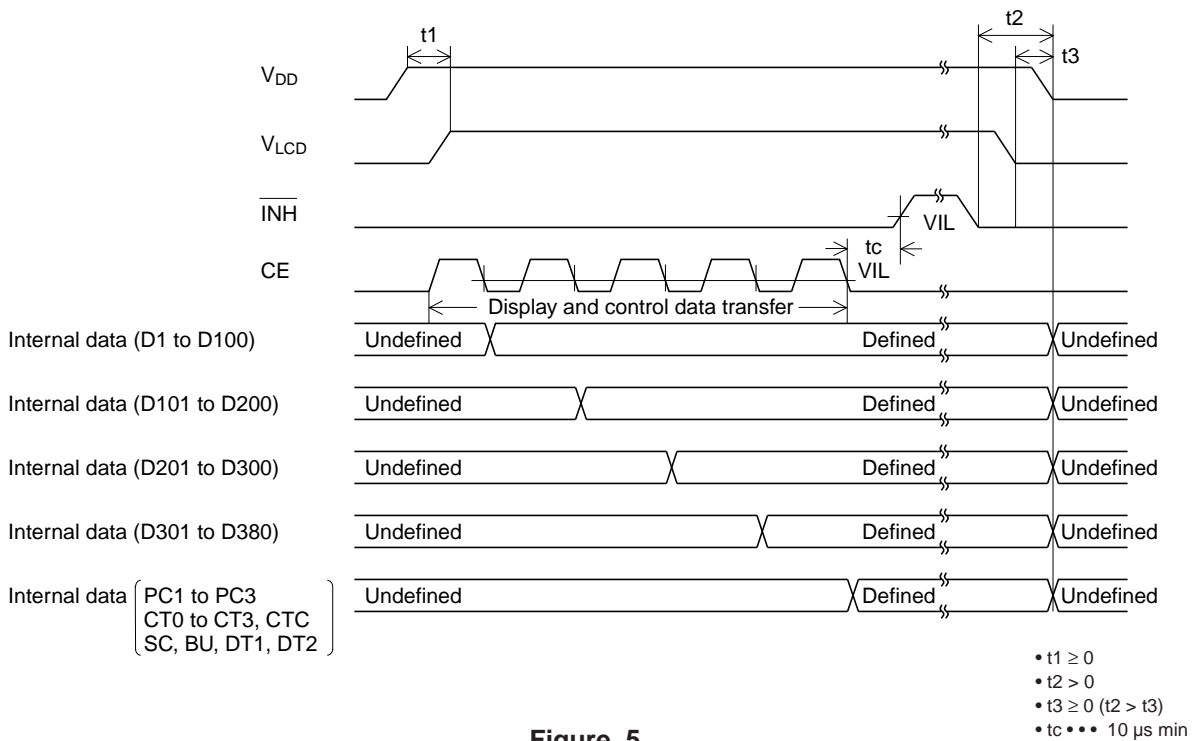 t1
t2
t3
VDD
VLCD
INH
VIL
tc
VIL
CE
Display and control data transfer
Internal data (D1 to D100)
Undefined
Defined
Undefined
Internal data (D101 to D200)
Undefined
Defined
Undefined
Internal data (D201 to D300)
Undefined
Defined
Undefined
Internal data (D301 to D380)
Undefined
Defined
Undefined
Internal data
PC1 to PC3
CT0 to CT3, CTC
SC, BU, DT1, DT2
Undefined
Defined
Undefined
• t1 ≥ 0
• t2 > 0
• t3 ≥ 0 (t2 > t3)
• tc • • • 10 µs min
Figure 5